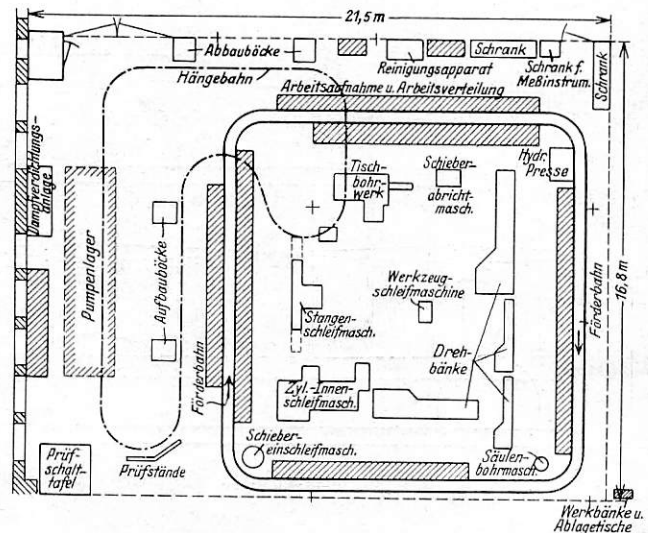 21,5 m
Abbauböcke
Hängebahn
Reinigungsapparat
Schrank
Schrank f.
Meßinstrum.
Schrank
Arbeitsaufnahme u. Arbeitsverteilung
Dampfverdichtungs-
anlage
Pumpenlager
Aufbauböcke
Tisch-
bohr-
werk
Schieber-
abricht-
masch.
Hydr.
Presse
Förderbahn
16,8 m
Stangen-
schleifmasch.
Werkzeug-
schleifmaschine
Dreh-
bänke
Förderbahn
Zyl.-Innen-
schleifmasch.
Schieber-
einschleifmasch.
Säulen-
bohrmasch.
Prüf-
schalt-
tafel
Prüfstände
Werkbänke u.
Ablagetische